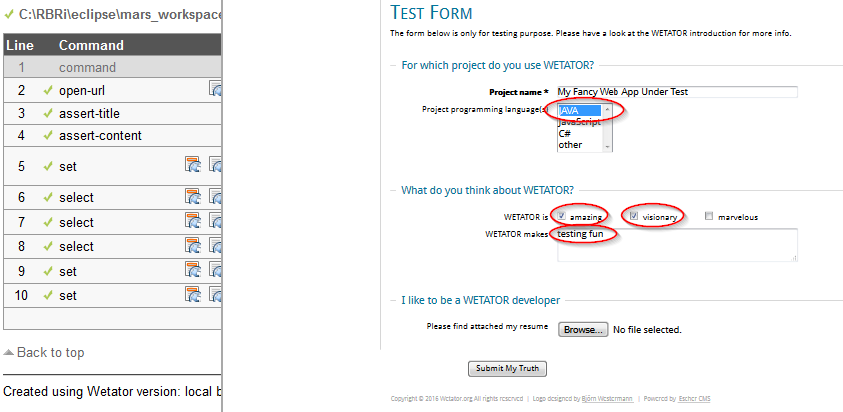 C:\RBRi\eclipse\mars_workspace
Line Command
1 command
2 open-url
3 assert-title
4 assert-content
5 set
6 select
7 select
8 select
9 set
10 set
Back to top
Created using Wetator version: local b
TEST FORM
The form below is only for testing purpose. Please have a look at the WETATOR introduction for more info.
For which project do you use WETATOR?
Project name * My Fancy Web App Under Test
Project programming language(s) JAVA
JavaScript
C#
other
What do you think about WETATOR?
WETATOR is amazing visionary marvelous
WETATOR makes testing fun
I like to be a WETATOR developer
Please find attached my resume Browse... No file selected.
Submit My Truth
Copyright © 2016 Wetator.org.All rights reserved | Logo designed by Björn Westermann | Powered by Escher CMS